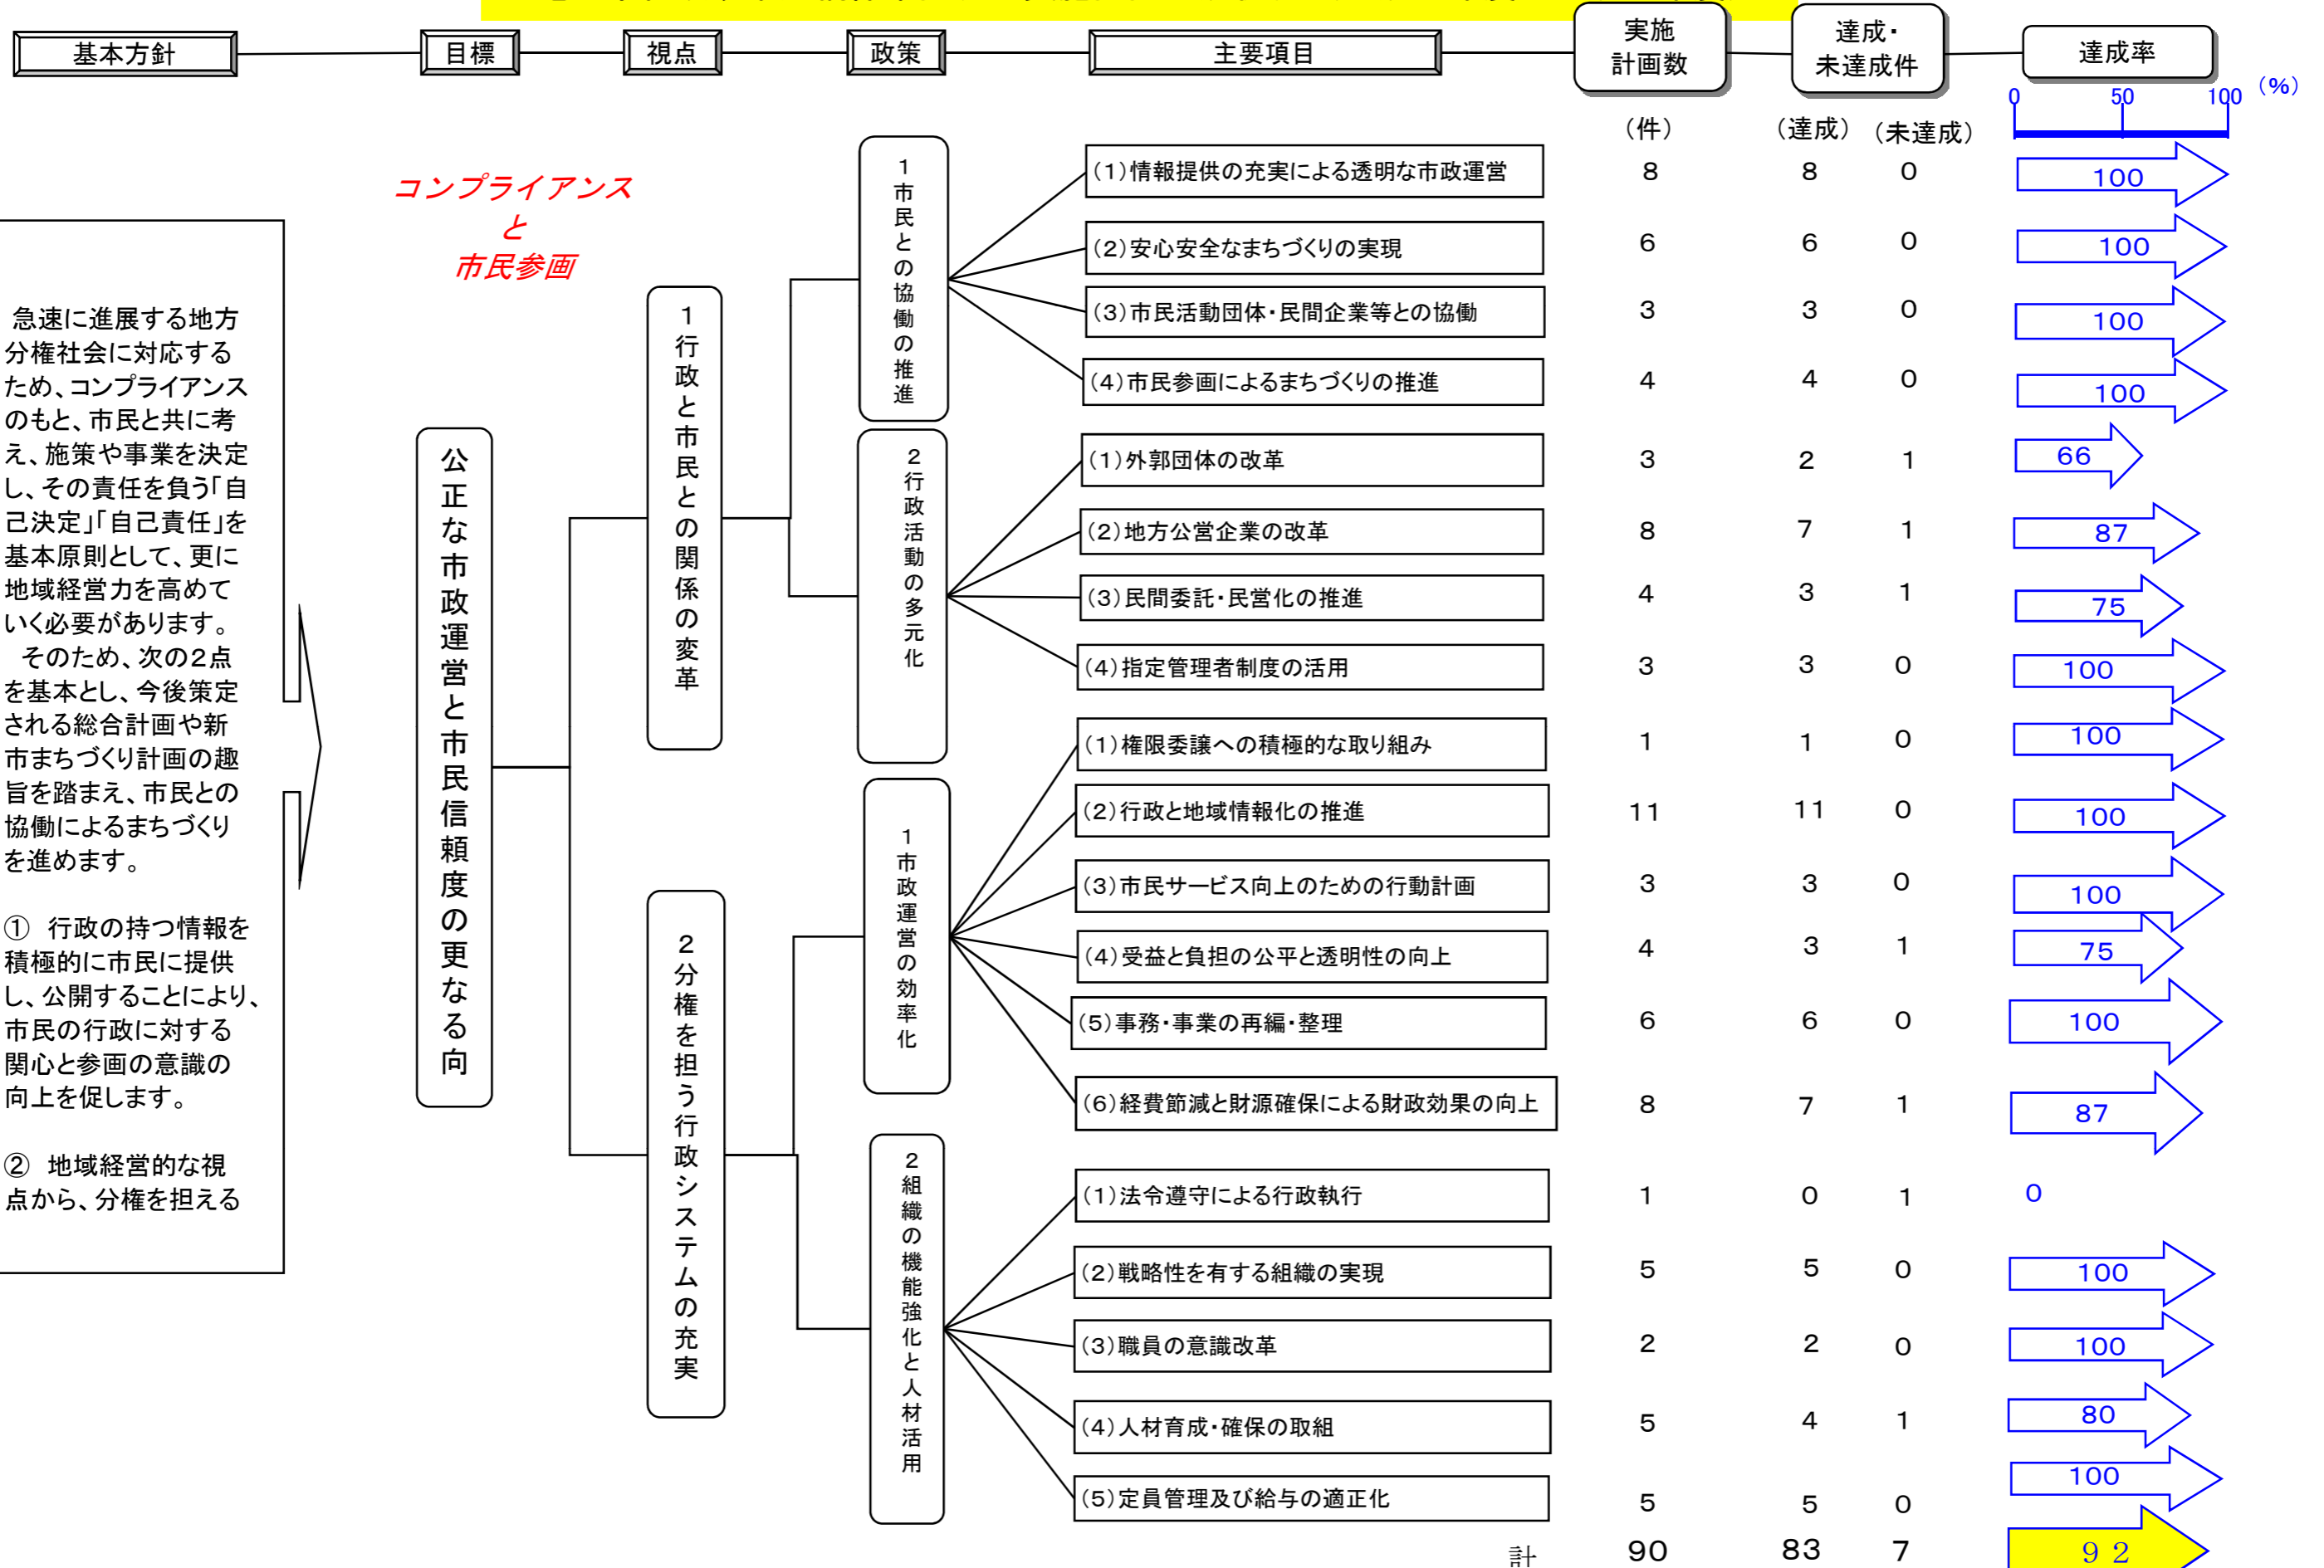 基本方針 目標 視点 政策 主要項目 実施計画数 達成・未達成件 達成率
0 50 100 (%)
(件) (達成) (未達成)
コンプライアンス
と
市民参画
急速に進展する地方
分権社会に対応する
ため、コンプライアンス
のもと、市民と共に考
え、施策や事業を決定
し、その責任を負う「自
己決定」「自己責任」を
基本原則として、更に
地域経営力を高めて
いく必要があります。
そのため、次の2点
を基本とし、今後策定
される総合計画や新
市まちづくり計画の趣
旨を踏まえ、市民との
協働によるまちづくり
を進めます。
① 行政の持つ情報を
積極的に市民に提供
し、公開することにより、
市民の行政に対する
関心と参画の意識の
向上を促します。
② 地域経営的な視
点から、分権を担える
公正な市政運営と市民信頼度の更なる向
1行政と市民との関係の変革
1市民との協働の推進
(1)情報提供の充実による透明な市政運営 8 8 0 100
(2)安心安全なまちづくりの実現 6 6 0 100
(3)市民活動団体・民間企業等との協働 3 3 0 100
(4)市民参画によるまちづくりの推進 4 4 0 100
2行政活動の多元化
(1)外郭団体の改革 3 2 1 66
(2)地方公営企業の改革 8 7 1 87
(3)民間委託・民営化の推進 4 3 1 75
(4)指定管理者制度の活用 3 3 0 100
2分権を担う行政システムの充実
1市政運営の効率化
(1)権限委譲への積極的な取り組み 1 1 0 100
(2)行政と地域情報化の推進 11 11 0 100
(3)市民サービス向上のための行動計画 3 3 0 100
(4)受益と負担の公平と透明性の向上 4 3 1 75
(5)事務・事業の再編・整理 6 6 0 100
(6)経費節減と財源確保による財政効果の向上 8 7 1 87
2組織の機能強化と人材活用
(1)法令遵守による行政執行 1 0 1 0
(2)戦略性を有する組織の実現 5 5 0 100
(3)職員の意識改革 2 2 0 100
(4)人材育成・確保の取組 5 4 1 80
(5)定員管理及び給与の適正化 5 5 0 100
計 90 83 7 92